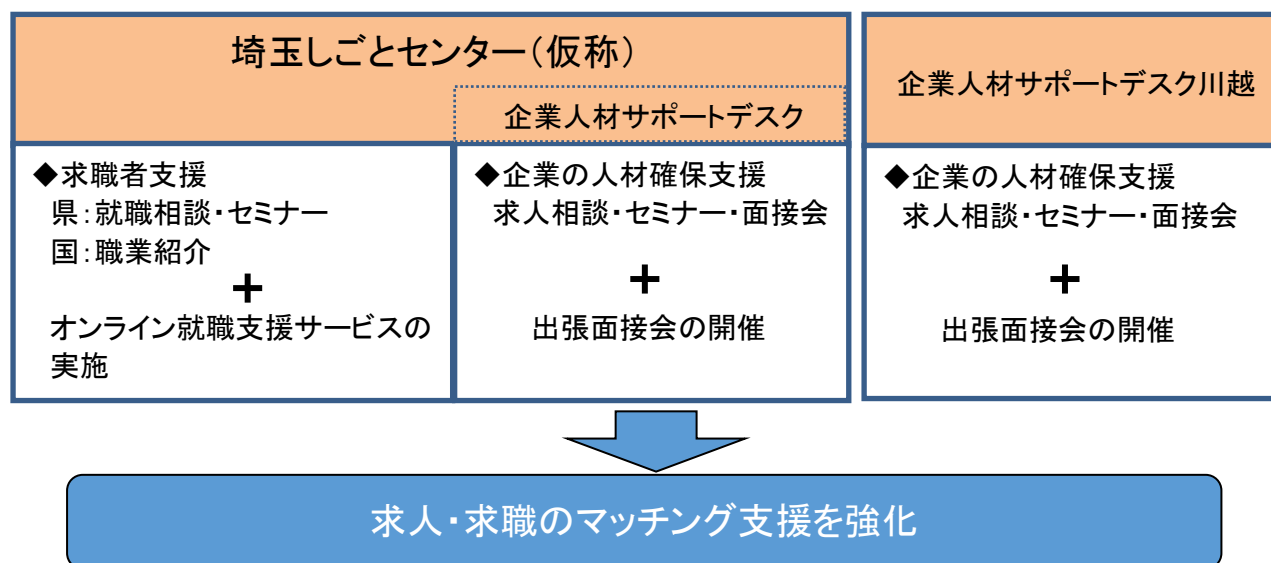 埼玉しごとセンター(仮称)
企業人材サポートデスク
◆求職者支援
県:就職相談・セミナー
国:職業紹介
+
オンライン就職支援サービスの
実施
◆企業の人材確保支援
求人相談・セミナー・面接会
+
出張面接会の開催
企業人材サポートデスク川越
◆企業の人材確保支援
求人相談・セミナー・面接会
+
出張面接会の開催
求人・求職のマッチング支援を強化